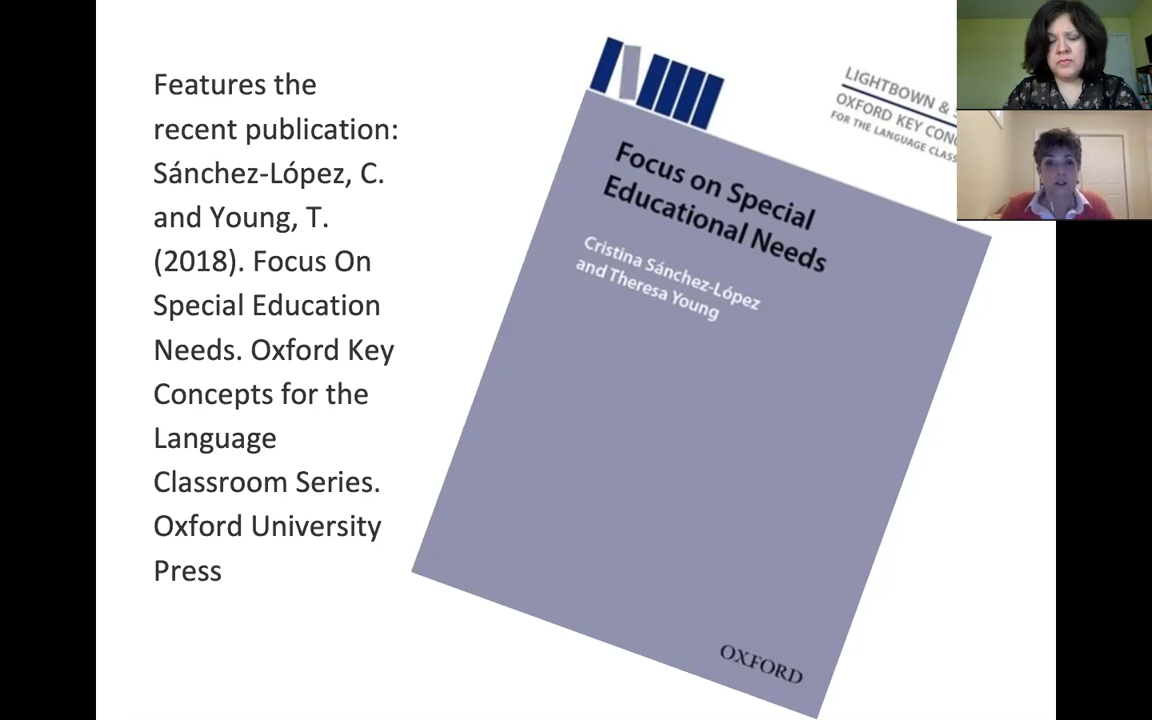 Features the
recent publication:
Sánchez-López, C.
and Young, T.
(2018). Focus On
Special Education
Needs. Oxford Key
Concepts for the
Language
Classroom Series.
Oxford University
Press
LIGHTBOWN &
OXFORD KEY
FOR THE LANGUAGE
Focus on Special
Educational Needs
Cristina Sánchez-López
and Theresa Young
OXFORD